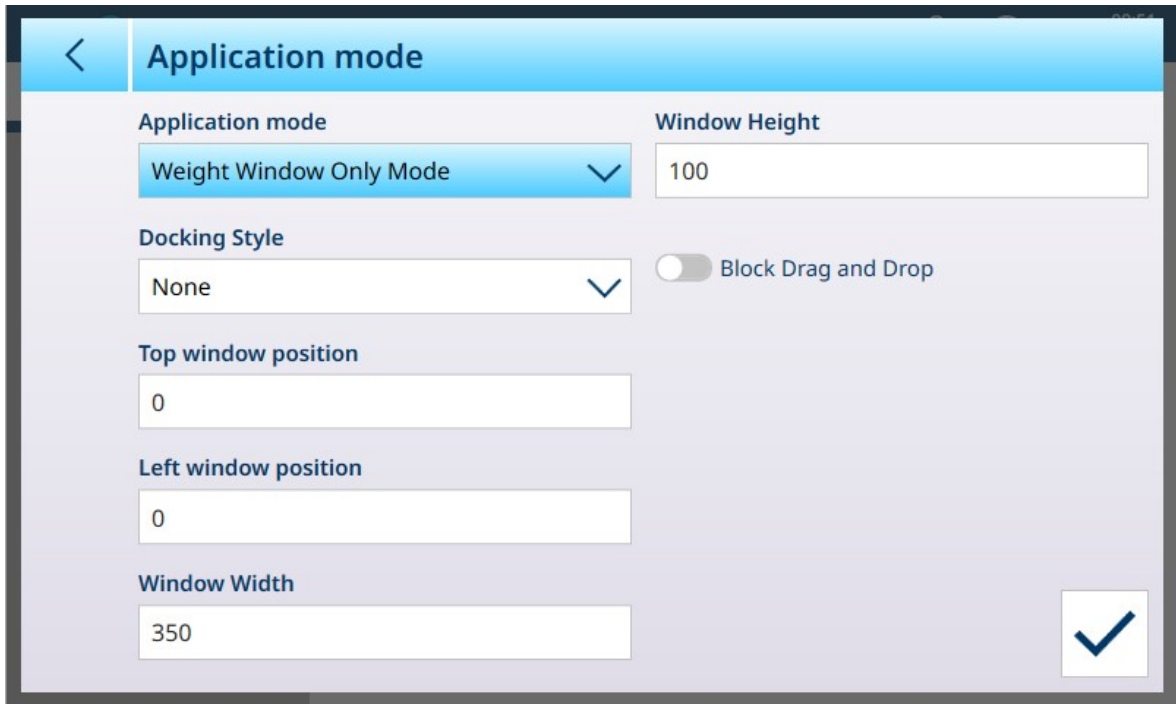 Application mode
Application mode
Weight Window Only Mode
Docking Style
None
Top window position
0
Left window position
0
Window Width
350
Window Height
100
Block Drag and Drop